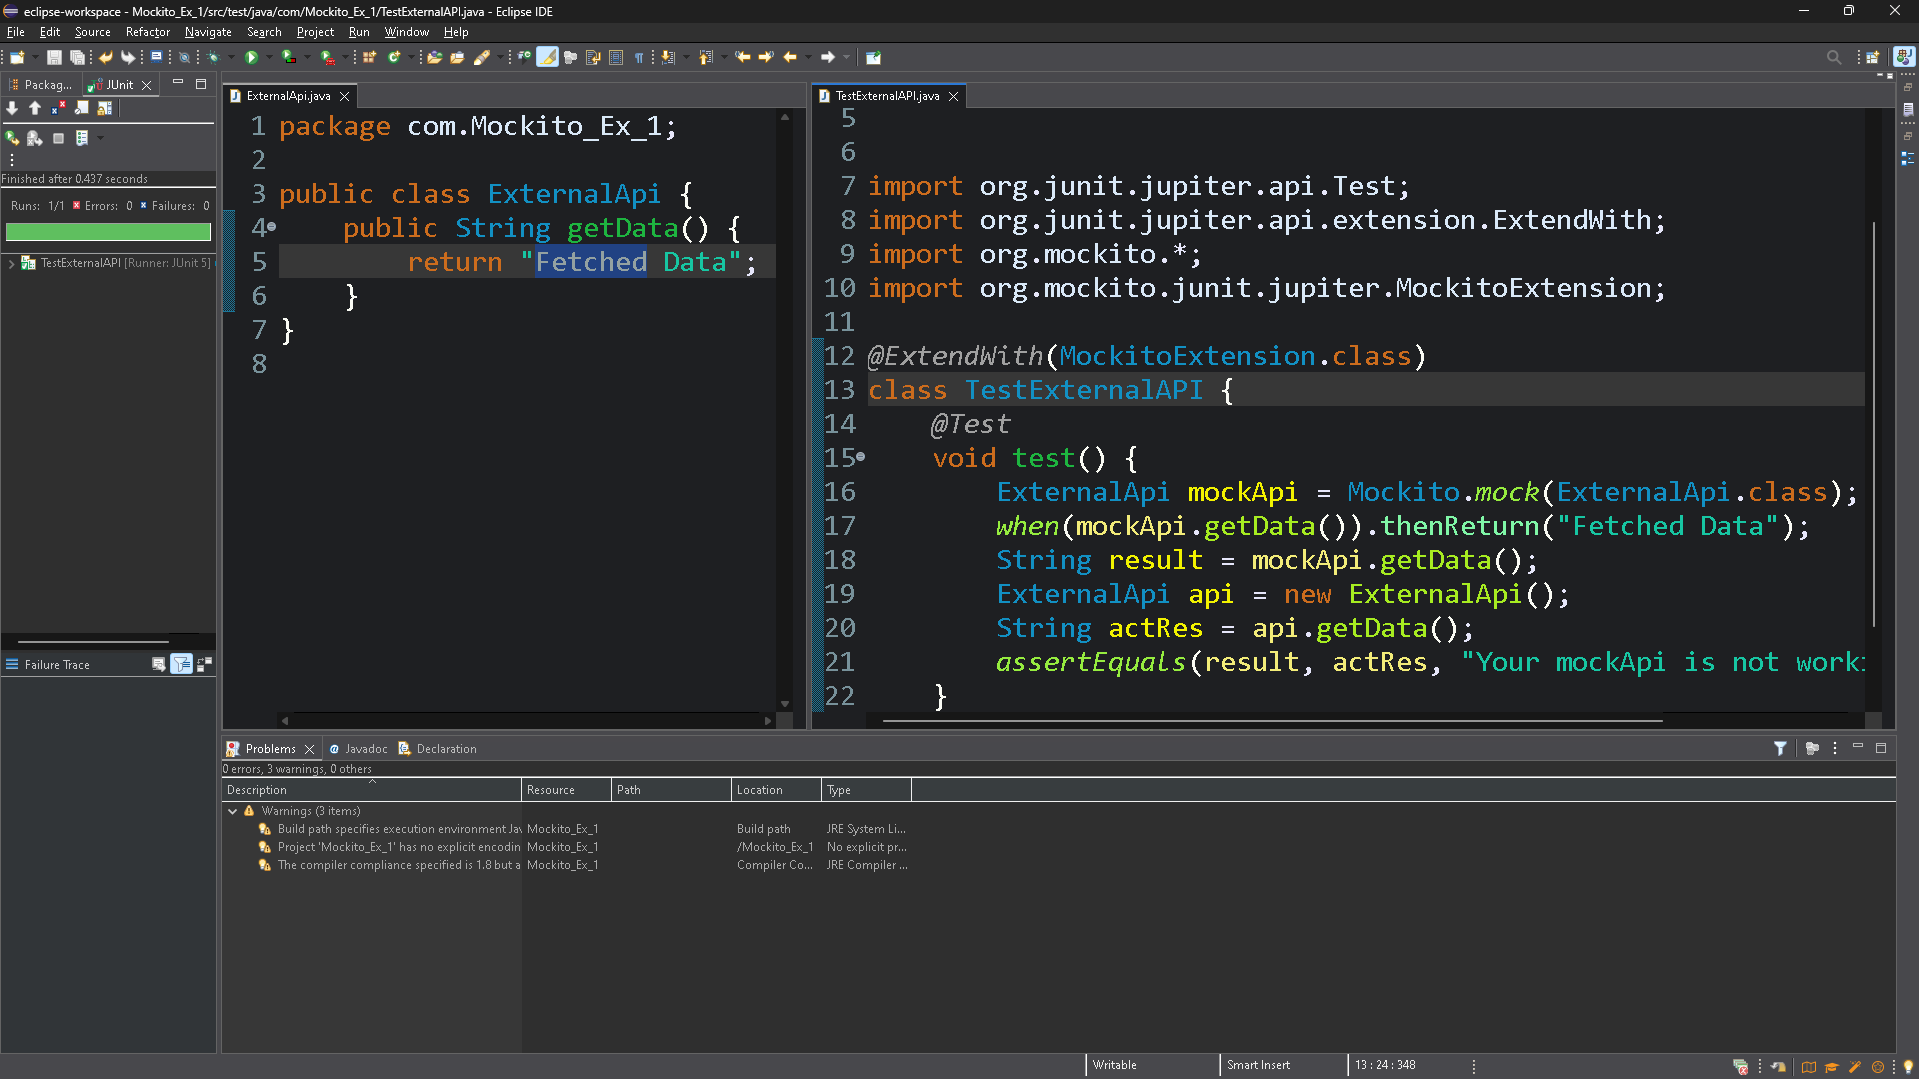 eclipse-workspace - Mockito_Ex_1/src/test/java/com/Mockito_Ex_1/TestExternalAPI.java - Eclipse IDE
File Edit Source Refactor Navigate Search Project Run Window Help
Packag... JUnit
Finished after 0.437 seconds
Runs: 1/1 Errors: 0 Failures: 0
TestExternalAPI [Runner: JUnit 5]
Failure Trace
ExternalApi.java
1 package com.Mockito_Ex_1;
2
3 public class ExternalApi {
4 public String getData() {
5 return "Fetched Data";
6 }
7 }
8
TestExternalAPI.java
5
6
7 import org.junit.jupiter.api.Test;
8 import org.junit.jupiter.api.extension.ExtendWith;
9 import org.mockito.*;
10 import org.mockito.junit.jupiter.MockitoExtension;
11
12 @ExtendWith(MockitoExtension.class)
13 class TestExternalAPI {
14 @Test
15 void test() {
16 ExternalApi mockApi = Mockito.mock(ExternalApi.class);
17 when(mockApi.getData()).thenReturn("Fetched Data");
18 String result = mockApi.getData();
19 ExternalApi api = new ExternalApi();
20 String actRes = api.getData();
21 assertEquals(result, actRes, "Your mockApi is not work
22 }
Problems Javadoc Declaration
0 errors, 3 warnings, 0 others
Description Resource Path Location Type
Warnings (3 items)
Build path specifies execution environment Jav Mockito_Ex_1 Build path JRE System Li...
Project 'Mockito_Ex_1' has no explicit encodin Mockito_Ex_1 /Mockito_Ex_1 No explicit pr...
The compiler compliance specified is 1.8 but a Mockito_Ex_1 Compiler Co... JRE Compiler ...
Writable Smart Insert 13 : 24 : 348